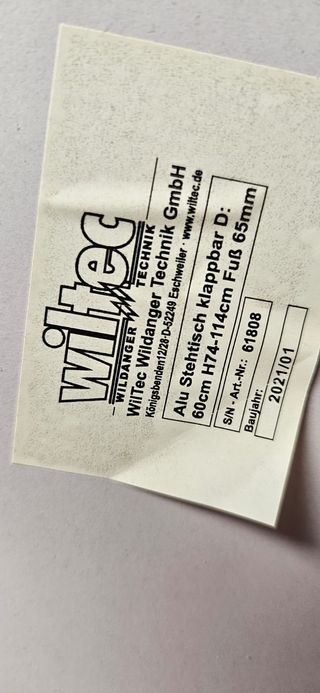 wiltec
WILDANGER TECHNIK
WilTec Wildanger Technik GmbH
Königsbenden12/28·D-52249 Eschweiler · www.wiltec.de
Alu Stehtisch klappbar D:
60cm H74-114cm Fuß 65mm
S/N - Art.-Nr.: 61808
Baujahr: 2021/01